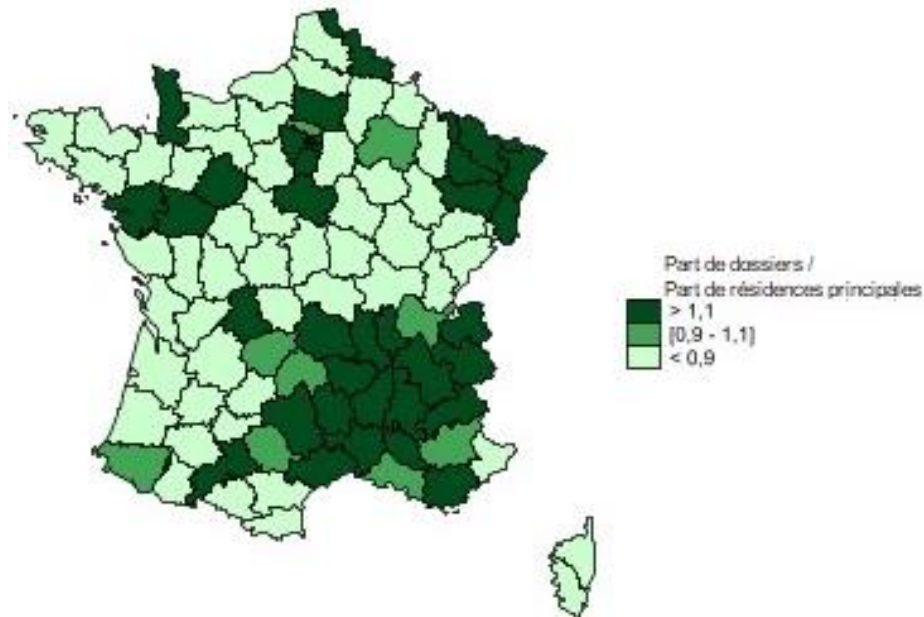 Part de dossiers /
Part de résidences principales
> 1,1
[0,9 - 1,1]
< 0,9